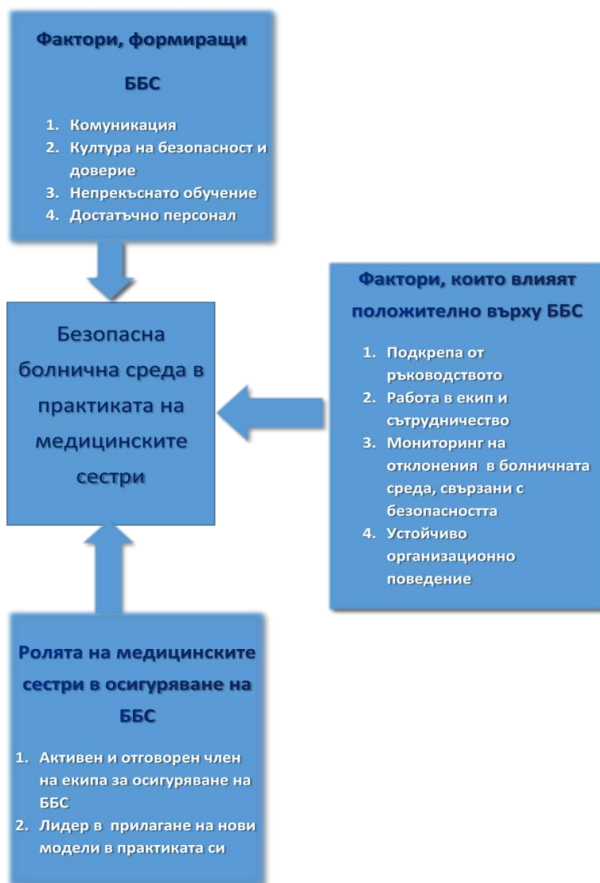 Фактори, формиращи
ББС
1. Комуникация
2. Култура на безопасност и
доверие
3. Непрекъснато обучение
4. Достатъчно персонал
Безопасна
болнична среда в
практиката на
медицинските
сестри
Фактори, които влияят
положително върху ББС
1. Подкрепа от
ръководството
2. Работа в екип и
сътрудничество
3. Мониторинг на
отклонения в болничната
среда, свързани с
безопасността
4. Устойчиво
организационно
поведение
Ролята на медицинските
сестри в осигуряване на
ББС
1. Активен и отговорен член
на екипа за осигуряване на
ББС
2. Лидер в прилагане на нови
модели в практиката си